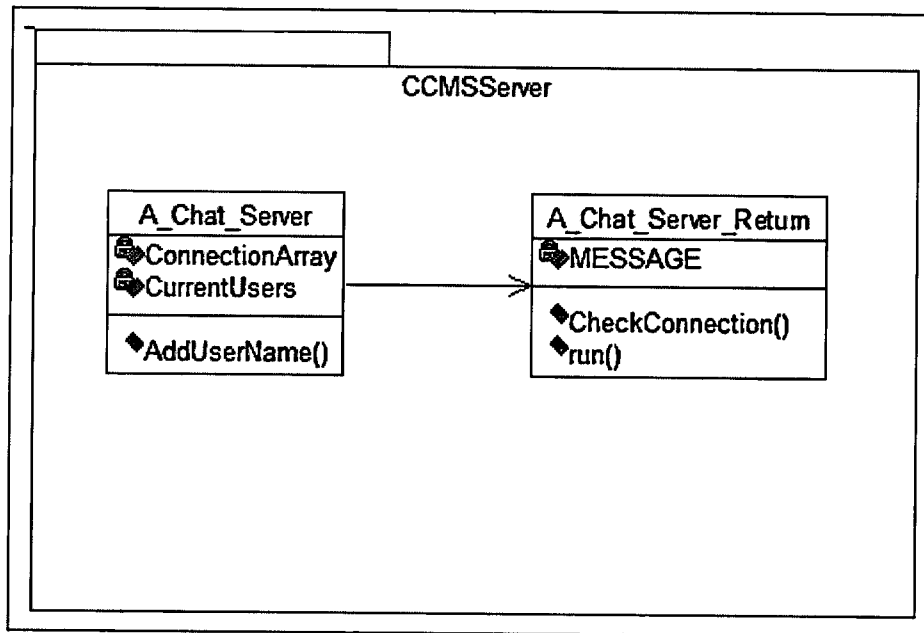 CCMSServer
A_Chat_Server
ConnectionArray
CurrentUsers
AddUserName()
A_Chat_Server_Return
MESSAGE
CheckConnection()
run()